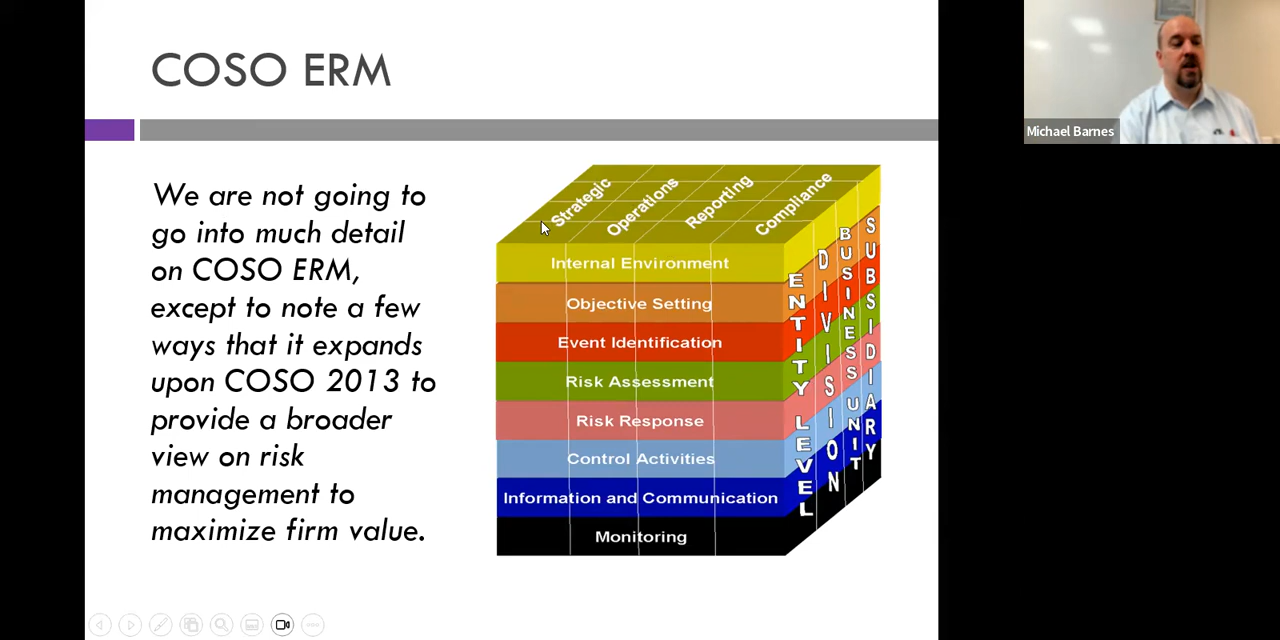 COSO ERM
We are not going to
go into much detail
on COSO ERM,
except to note a few
ways that it expands
upon COSO 2013 to
provide a broader
view on risk
management to
maximize firm value.
Strategic
Operations
Reporting
Compliance
Internal Environment
Objective Setting
Event Identification
Risk Assessment
Risk Response
Control Activities
Information and Communication
Monitoring
ENTITY LEVEL
DIVISION
BUSINESS UNIT
SUBSIDIARY
Michael Barnes